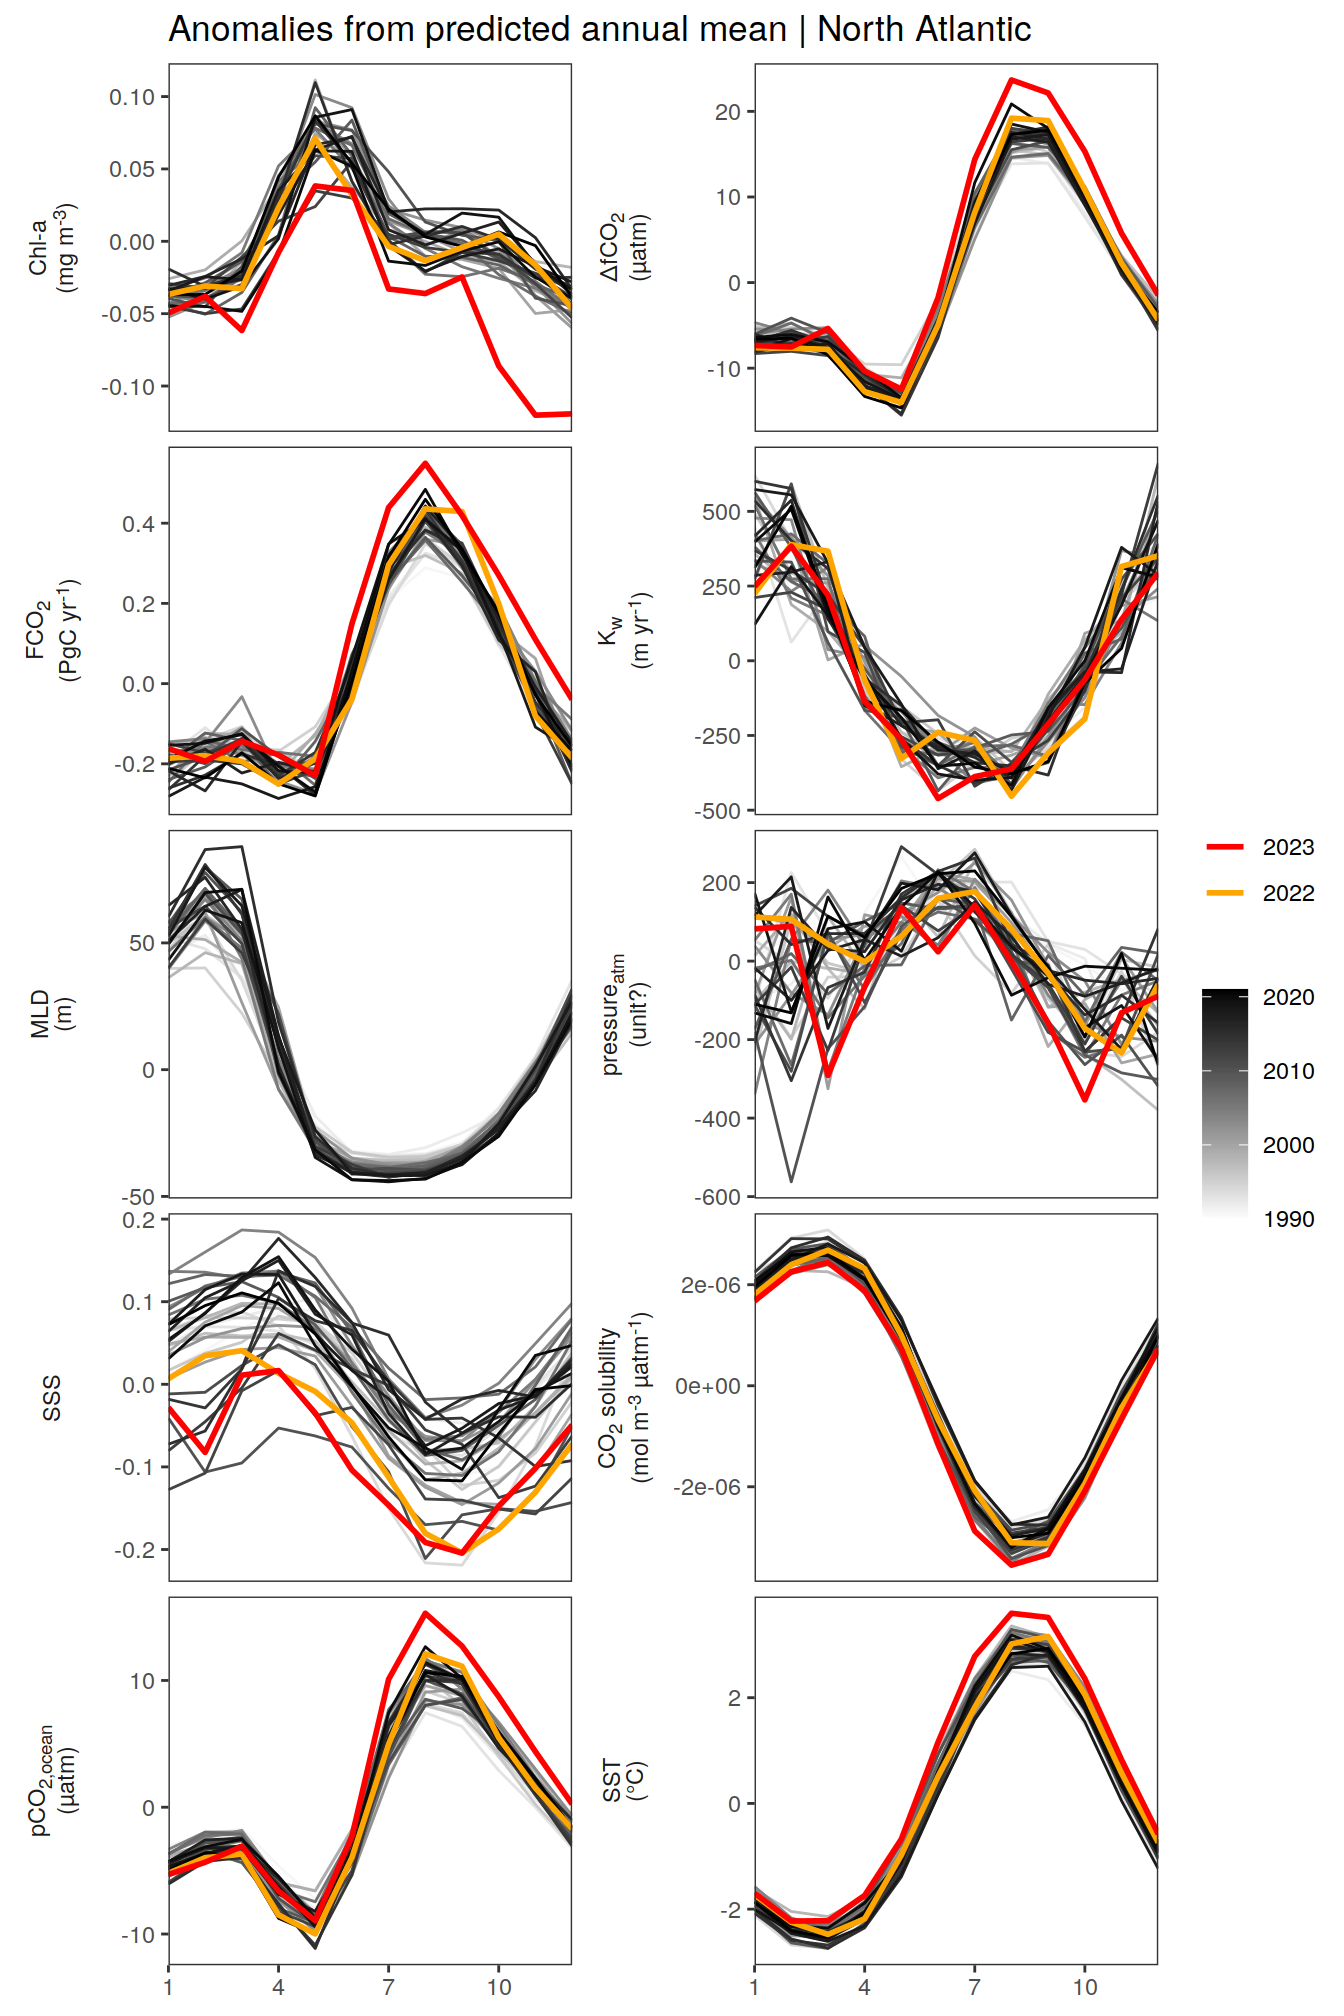 Anomalies from predicted annual mean | North Atlantic
Chl-a
(mg m⁻³)
0.10
0.05
0.00
-0.05
-0.10
ΔfCO₂
(µatm)
20
10
0
-10
FCO₂
(PgC yr⁻¹)
0.4
0.2
0.0
-0.2
K_w
(m yr⁻¹)
500
250
0
-250
-500
MLD
(m)
50
0
-50
pressure_atm
(unit?)
200
0
-200
-400
-600
2023
2022
2020
2010
2000
1990
SSS
0.2
0.1
0.0
-0.1
-0.2
CO₂ solubility
(mol m⁻³ µatm⁻¹)
2e-06
0e+00
-2e-06
pCO₂,ocean
(µatm)
10
0
-10
1 4 7 10
SST
(°C)
2
0
-2
1 4 7 10